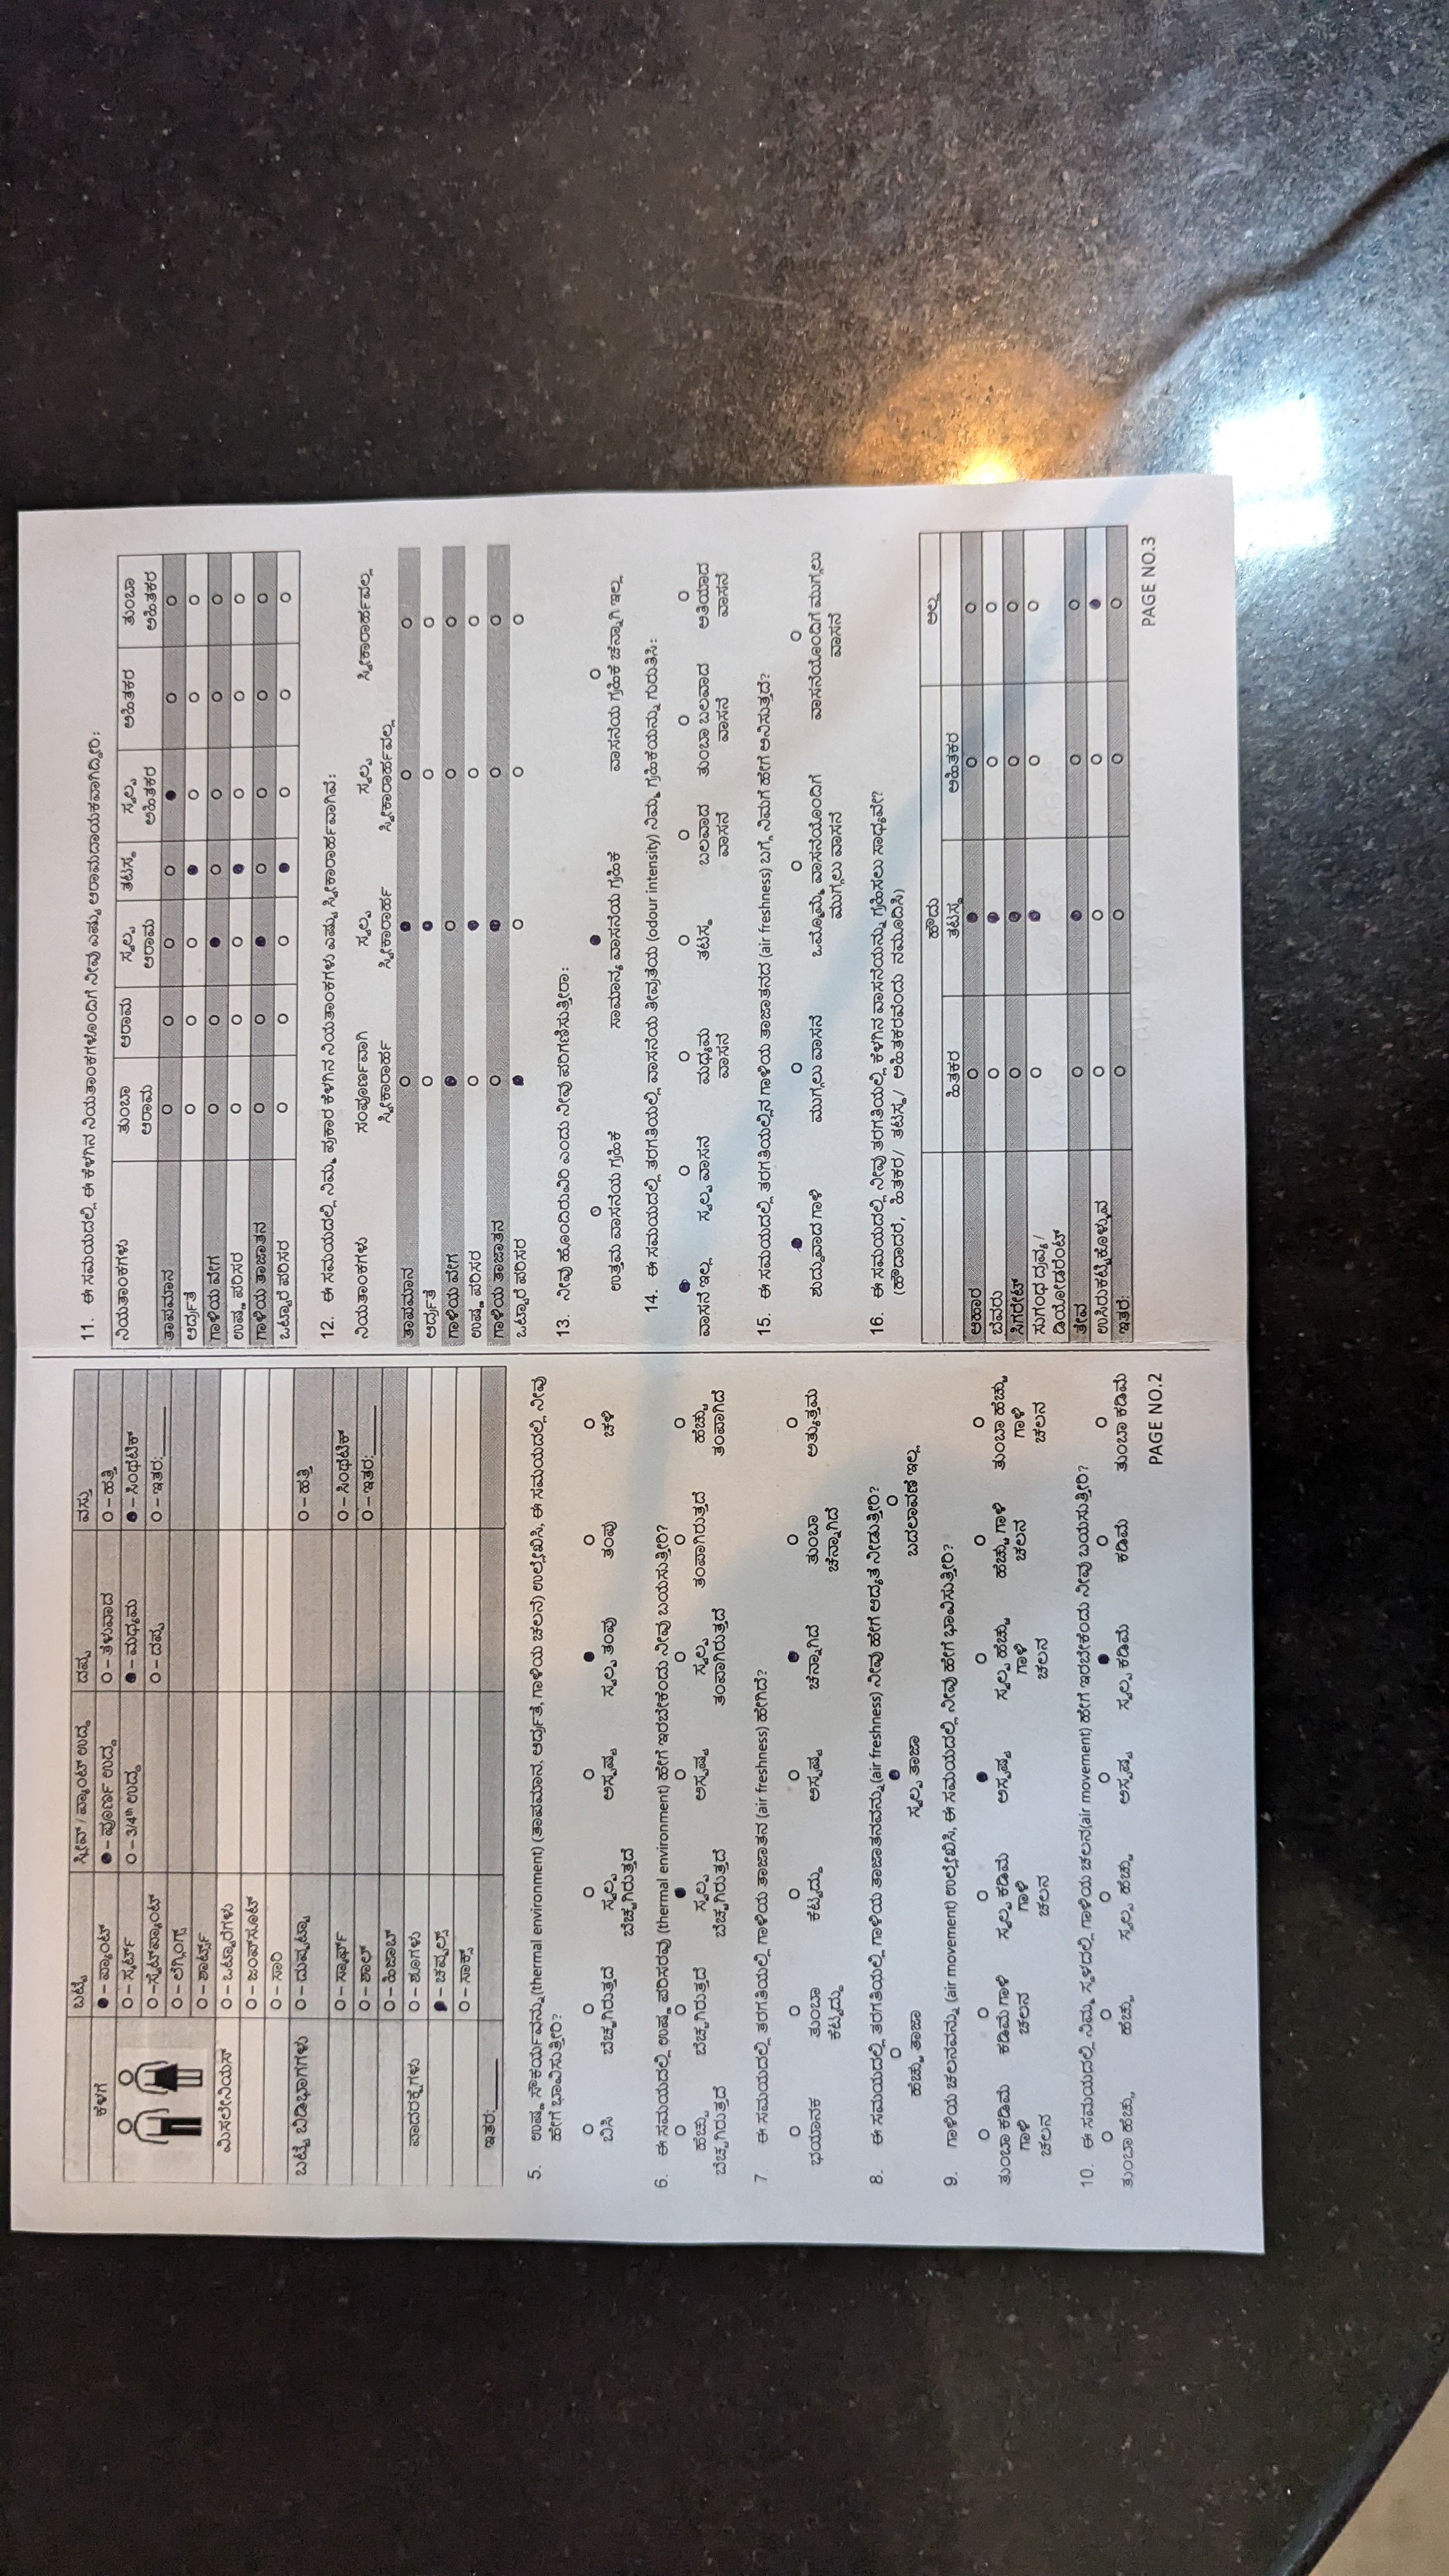 ಬಟ್ಟೆ ಸ್ಲೀವ್ / ಪ್ಯಾಂಟ್ ಉದ್ದ ದಪ್ಪ ವಸ್ತು
ಕೆಳಗೆ ● – ಪ್ಯಾಂಟ್ ● – ಪೂರ್ಣ ಉದ್ದ O – ತೆಳುವಾದ O – ಹತ್ತಿ
O – ಸ್ಕರ್ಟ್ O – 3/4th ಉದ್ದ ● – ಮಧ್ಯಮ ● – ಸಿಂಥಟಿಕ್
O –ಸ್ವೆಟ್‌ಪ್ಯಾಂಟ್ O – ದಪ್ಪ O – ಇತರ:____
O – ಲೆಗ್ಗಿಂಗ್ಸ್
O – ಶಾರ್ಟ್ಸ್
ಮಿಸಲೇನಿಯಸ್ O – ಒಟ್ಟಾರೆಗಳು
O – ಜಂಪ್‌ಸೂಟ್
O – ಸಾರಿ
ಬಟ್ಟೆ ಬಿಡಿಭಾಗಗಳು O – ದುಪ್ಪಟ್ಟಾ O – ಹತ್ತಿ
O – ಸ್ಕಾರ್ಫ್ O – ಸಿಂಥಟಿಕ್
O – ಶಾಲ್ O – ಇತರ:____
O – ಹಿಜಾಬ್
ಪಾದರಕ್ಷೆಗಳು O – ಶೂಗಳು
● – ಚಪ್ಪಲ್ಸ್
O – ಸಾಕ್ಸ್
ಇತರ:____
5. ಉಷ್ಣ ಸೌಕರ್ಯವನ್ನು (thermal environment) (ತಾಪಮಾನ, ಆರ್ದ್ರತೆ, ಗಾಳಿಯ ಚಲನೆ) ಉಲ್ಲೇಖಿಸಿ, ಈ ಸಮಯದಲ್ಲಿ ನೀವು
ಹೇಗೆ ಭಾವಿಸುತ್ತೀರಿ?
O O O O ● O O
ಬಿಸಿ ಬೆಚ್ಚಗಿರುತ್ತದೆ ಸ್ವಲ್ಪ ಅಸ್ಪಷ್ಟ ಸ್ವಲ್ಪ ತಂಪು ತಂಪು ಚಳಿ
ಬೆಚ್ಚಗಿರುತ್ತದೆ
6. ಈ ಸಮಯದಲ್ಲಿ ಉಷ್ಣ ಪರಿಸರವು (thermal environment) ಹೇಗೆ ಇರಬೇಕೆಂದು ನೀವು ಬಯಸುತ್ತೀರಿ?
O O ● O O O O
ಹೆಚ್ಚು ಬೆಚ್ಚಗಿರುತ್ತದೆ ಸ್ವಲ್ಪ ಅಸ್ಪಷ್ಟ ಸ್ವಲ್ಪ ತಂಪಾಗಿರುತ್ತದೆ ಹೆಚ್ಚು
ಬೆಚ್ಚಗಿರುತ್ತದೆ ಬೆಚ್ಚಗಿರುತ್ತದೆ ತಂಪಾಗಿರುತ್ತದೆ ತಂಪಾಗಿದೆ
7 ಈ ಸಮಯದಲ್ಲಿ ತರಗತಿಯಲ್ಲಿ ಗಾಳಿಯ ತಾಜಾತನ (air freshness) ಹೇಗಿದೆ?
O O O O ● O O
ಭಯಾನಕ ತುಂಬಾ ಕೆಟ್ಟದ್ದು ಅಸ್ಪಷ್ಟ ಚೆನ್ನಾಗಿದೆ ತುಂಬಾ ಅತ್ಯುತ್ತಮ
ಕೆಟ್ಟದ್ದು ಚೆನ್ನಾಗಿದೆ
8. ಈ ಸಮಯದಲ್ಲಿ ತರಗತಿಯಲ್ಲಿ ಗಾಳಿಯ ತಾಜಾತನವನ್ನು (air freshness) ನೀವು ಹೇಗೆ ಆದ್ಯತೆ ನೀಡುತ್ತೀರಿ?
O ● O
ಹೆಚ್ಚು ತಾಜಾ ಸ್ವಲ್ಪ ತಾಜಾ ಬದಲಾವಣೆ ಇಲ್ಲ
9. ಗಾಳಿಯ ಚಲನವನ್ನು (air movement) ಉಲ್ಲೇಖಿಸಿ, ಈ ಸಮಯದಲ್ಲಿ ನೀವು ಹೇಗೆ ಭಾವಿಸುತ್ತೀರಿ?
O O O ● O O O
ತುಂಬಾ ಕಡಿಮೆ ಕಡಿಮೆ ಗಾಳಿ ಸ್ವಲ್ಪ ಕಡಿಮೆ ಅಸ್ಪಷ್ಟ ಸ್ವಲ್ಪ ಹೆಚ್ಚು ಹೆಚ್ಚು ಗಾಳಿ ತುಂಬಾ ಹೆಚ್ಚು
ಗಾಳಿ ಚಲನ ಗಾಳಿ ಗಾಳಿ ಚಲನ ಗಾಳಿ
ಚಲನ ಚಲನ ಚಲನ ಚಲನ
10. ಈ ಸಮಯದಲ್ಲಿ ನಿಮ್ಮ ಸ್ಥಳದಲ್ಲಿ ಗಾಳಿಯ ಚಲನ(air movement) ಹೇಗೆ ಇರಬೇಕೆಂದು ನೀವು ಬಯಸುತ್ತೀರಿ?
O O O O ● O O
ತುಂಬಾ ಹೆಚ್ಚು ಹೆಚ್ಚು ಸ್ವಲ್ಪ ಹೆಚ್ಚು ಅಸ್ಪಷ್ಟ ಸ್ವಲ್ಪ ಕಡಿಮೆ ಕಡಿಮೆ ತುಂಬಾ ಕಡಿಮೆ
PAGE NO.2
11. ಈ ಸಮಯದಲ್ಲಿ ಈ ಕೆಳಗಿನ ನಿಯತಾಂಕಗಳೊಂದಿಗೆ ನೀವು ಎಷ್ಟು ಆರಾಮದಾಯಕವಾಗಿದ್ದೀರಿ:
ನಿಯತಾಂಕಗಳು ತುಂಬಾ ಆರಾಮ ಸ್ವಲ್ಪ ತಟಸ್ಥ ಸ್ವಲ್ಪ ಅಹಿತಕರ ತುಂಬಾ
ಆರಾಮ ಆರಾಮ ಅಹಿತಕರ ಅಹಿತಕರ
ತಾಪಮಾನ O O O O ● O O
ಆರ್ದ್ರತೆ O O O ● O O O
ಗಾಳಿಯ ವೇಗ O O ● O O O O
ಉಷ್ಣ ಪರಿಸರ O O O ● O O O
ಗಾಳಿಯ ತಾಜಾತನ O O ● O O O O
ಒಟ್ಟಾರೆ ಪರಿಸರ O O O ● O O O
12. ಈ ಸಮಯದಲ್ಲಿ ನಿಮ್ಮ ಪ್ರಕಾರ ಕೆಳಗಿನ ನಿಯತಾಂಕಗಳು ಎಷ್ಟು ಸ್ವೀಕಾರಾರ್ಹವಾಗಿವೆ:
ನಿಯತಾಂಕಗಳು ಸಂಪೂರ್ಣವಾಗಿ ಸ್ವಲ್ಪ ಸ್ವಲ್ಪ ಸ್ವೀಕಾರಾರ್ಹವಲ್ಲ
ಸ್ವೀಕಾರಾರ್ಹ ಸ್ವೀಕಾರಾರ್ಹ ಸ್ವೀಕಾರಾರ್ಹವಲ್ಲ
ತಾಪಮಾನ O ● O O
ಆರ್ದ್ರತೆ O ● O O
ಗಾಳಿಯ ವೇಗ ● O O O
ಉಷ್ಣ ಪರಿಸರ O ● O O
ಗಾಳಿಯ ತಾಜಾತನ O ● O O
ಒಟ್ಟಾರೆ ಪರಿಸರ ● O O O
13. ನೀವು ಹೊಂದಿರುವಿರಿ ಎಂದು ನೀವು ಪರಿಗಣಿಸುತ್ತೀರಾ:
O ● O
ಉತ್ತಮ ವಾಸನೆಯ ಗ್ರಹಿಕೆ ಸಾಮಾನ್ಯ ವಾಸನೆಯ ಗ್ರಹಿಕೆ ವಾಸನೆಯ ಗ್ರಹಿಕೆ ಚೆನ್ನಾಗಿ ಇಲ್ಲ
14. ಈ ಸಮಯದಲ್ಲಿ ತರಗತಿಯಲ್ಲಿ ವಾಸನೆಯ ತೀವ್ರತೆಯ (odour intensity) ನಿಮ್ಮ ಗ್ರಹಿಕೆಯನ್ನು ಗುರುತಿಸಿ:
● O O O O O O
ವಾಸನೆ ಇಲ್ಲ ಸ್ವಲ್ಪ ವಾಸನೆ ಮಧ್ಯಮ ತಟಸ್ಥ ಬಲವಾದ ತುಂಬಾ ಬಲವಾದ ಅತಿಯಾದ
ವಾಸನೆ ವಾಸನೆ ವಾಸನೆ ವಾಸನೆ
15. ಈ ಸಮಯದಲ್ಲಿ ತರಗತಿಯಲ್ಲಿನ ಗಾಳಿಯ ತಾಜಾತನದ (air freshness) ಬಗ್ಗೆ ನಿಮಗೆ ಹೇಗೆ ಅನಿಸುತ್ತದೆ?
● O O O
ಶುದ್ಧವಾದ ಗಾಳಿ ಮುಗ್ಗಲು ವಾಸನೆ ಒಮ್ಮೊಮ್ಮೆ ವಾಸನೆಯೊಂದಿಗೆ ವಾಸನೆಯೊಂದಿಗೆ ಮುಗ್ಗಲು
ಮುಗ್ಗಲು ವಾಸನೆ ವಾಸನೆ
16. ಈ ಸಮಯದಲ್ಲಿ ನೀವು ತರಗತಿಯಲ್ಲಿ ಕೆಳಗಿನ ವಾಸನೆಯನ್ನು ಗ್ರಹಿಸಲು ಸಾಧ್ಯವೇ?
(ಹೌದಾದರೆ, ಹಿತಕರ/ ತಟಸ್ಥ/ ಅಹಿತಕರವೆಂದು ನಮೂದಿಸಿ)
ಹೌದು ಅಲ್ಲ
ಹಿತಕರ ತಟಸ್ಥ ಅಹಿತಕರ
ಆಹಾರ O ● O O
ಬೆವರು O ● O O
ಸಿಗರೇಟ್ O ● O O
ಸುಗಂಧ ದ್ರವ್ಯ/ O ● O O
ಡಿಯೋಡರೆಂಟ್
ತೇವ O ● O O
ಉಸಿರುಕಟ್ಟಿಕೊಳ್ಳುವ O O O ●
ಇತರ: O O O O
PAGE NO.3